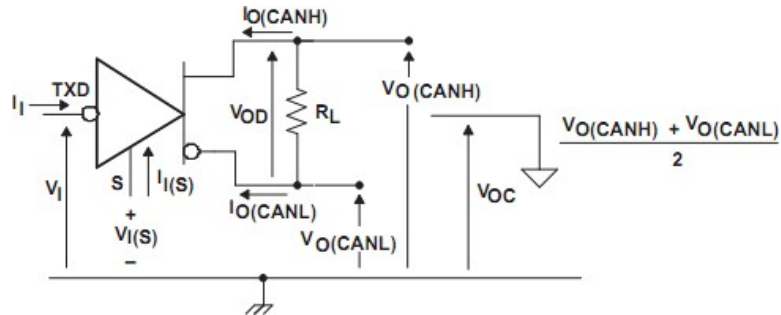 IO(CANH)
TXD
II
VOD
RL
VO(CANH)
VO(CANH) + VO(CANL)
2
VI
S
II(S)
IO(CANL)
VOC
+
VI(S)
–
VO(CANL)